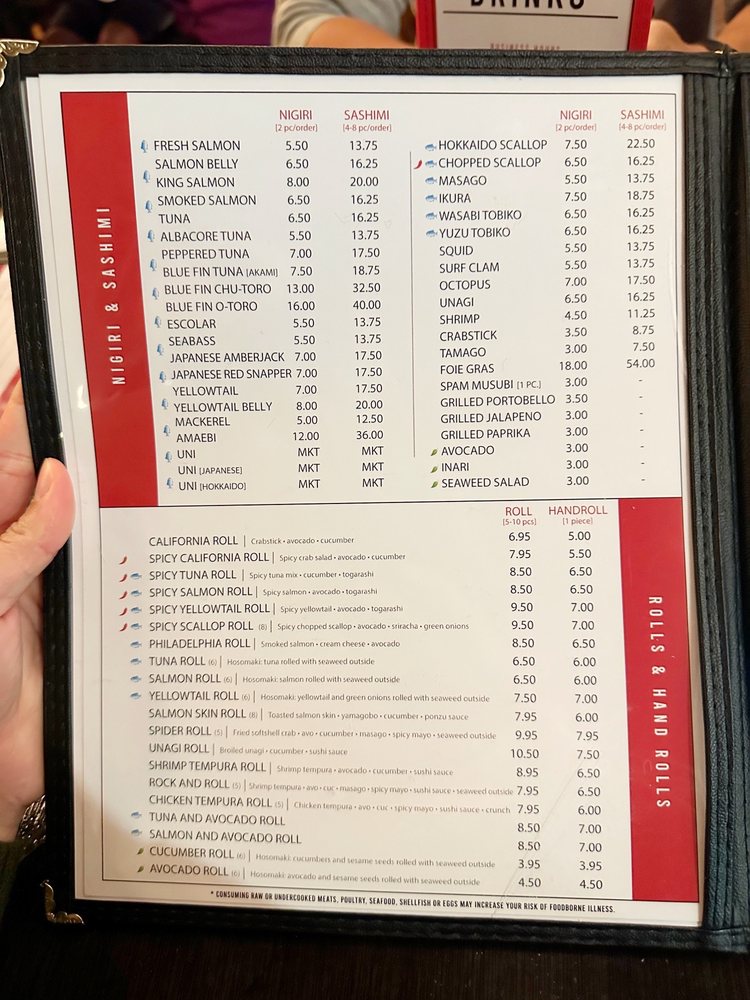 DRINKS
BUSINESS HOURS
NIGIRI & SASHIMI
NIGIRI SASHIMI
[2 pc/order] [4-8 pc/order]
FRESH SALMON 5.50 13.75
SALMON BELLY 6.50 16.25
KING SALMON 8.00 20.00
SMOKED SALMON 6.50 16.25
TUNA 6.50 16.25
ALBACORE TUNA 5.50 13.75
PEPPERED TUNA 7.00 17.50
BLUE FIN TUNA [AKAMI] 7.50 18.75
BLUE FIN CHU-TORO 13.00 32.50
BLUE FIN O-TORO 16.00 40.00
ESCOLAR 5.50 13.75
SEABASS 5.50 13.75
JAPANESE AMBERJACK 7.00 17.50
JAPANESE RED SNAPPER 7.00 17.50
YELLOWTAIL 7.00 17.50
YELLOWTAIL BELLY 8.00 20.00
MACKEREL 5.00 12.50
AMAEBI 12.00 36.00
UNI MKT MKT
UNI [JAPANESE] MKT MKT
UNI [HOKKAIDO] MKT MKT
NIGIRI SASHIMI
[2 pc/order] [4-8 pc/order]
HOKKAIDO SCALLOP 7.50 22.50
CHOPPED SCALLOP 6.50 16.25
MASAGO 5.50 13.75
IKURA 7.50 18.75
WASABI TOBIKO 6.50 16.25
YUZU TOBIKO 6.50 16.25
SQUID 5.50 13.75
SURF CLAM 5.50 13.75
OCTOPUS 7.00 17.50
UNAGI 6.50 16.25
SHRIMP 4.50 11.25
CRABSTICK 3.50 8.75
TAMAGO 3.00 7.50
FOIE GRAS 18.00 54.00
SPAM MUSUBI [1 PC.] 3.00 -
GRILLED PORTOBELLO 3.50 -
GRILLED JALAPENO 3.00 -
GRILLED PAPRIKA 3.00 -
AVOCADO 3.00 -
INARI 3.00 -
SEAWEED SALAD 3.00 -
ROLL HANDROLL
[5-10 pcs] [1 piece]
CALIFORNIA ROLL | Crabstick • avocado • cucumber 6.95 5.00
SPICY CALIFORNIA ROLL | Spicy crab salad • avocado • cucumber 7.95 5.50
SPICY TUNA ROLL | Spicy tuna mix • cucumber • togarashi 8.50 6.50
SPICY SALMON ROLL | Spicy salmon • avocado • togarashi 8.50 6.50
SPICY YELLOWTAIL ROLL | Spicy yellowtail • avocado • togarashi 9.50 7.00
SPICY SCALLOP ROLL (8) | Spicy chopped scallop • avocado • sriracha • green onions 9.50 7.00
PHILADELPHIA ROLL | Smoked salmon • cream cheese • avocado 8.50 6.50
TUNA ROLL (6) | Hosomaki: tuna rolled with seaweed outside 6.50 6.00
SALMON ROLL (6) | Hosomaki: salmon rolled with seaweed outside 6.50 6.00
YELLOWTAIL ROLL (6) | Hosomaki: yellowtail and green onions rolled with seaweed outside 7.50 7.00
SALMON SKIN ROLL (8) | Toasted salmon skin • yamagobo • cucumber • ponzu sauce 7.95 6.00
SPIDER ROLL (5) | Fried softshell crab • avo • cucumber • masago • spicy mayo • seaweed outside 9.95 7.95
UNAGI ROLL | Broiled unagi • cucumber • sushi sauce 10.50 7.50
SHRIMP TEMPURA ROLL | Shrimp tempura • avocado • cucumber • sushi sauce 8.95 6.50
ROCK AND ROLL (5) | Shrimp tempura • avo • cuc • masago • spicy mayo • sushi sauce • seaweed outside 7.95 6.50
CHICKEN TEMPURA ROLL (5) | Chicken tempura • avo • cuc • spicy mayo • sushi sauce • crunch 7.95 6.00
TUNA AND AVOCADO ROLL 8.50 7.00
SALMON AND AVOCADO ROLL 8.50 7.00
CUCUMBER ROLL (6) | Hosomaki: cucumbers and sesame seeds rolled with seaweed outside 3.95 3.95
AVOCADO ROLL (6) | Hosomaki: avocado and sesame seeds rolled with seaweed outside 4.50 4.50
ROLLS & HAND ROLLS
* CONSUMING RAW OR UNDERCOOKED MEATS, POULTRY, SEAFOOD, SHELLFISH OR EGGS MAY INCREASE YOUR RISK OF FOODBORNE ILLNESS.